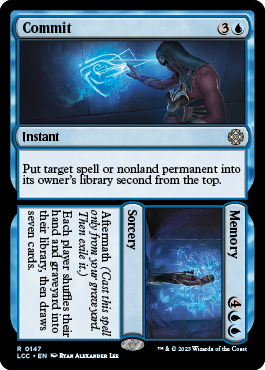 Commit 3
Instant
Put target spell or nonland permanent into
its owner's library second from the top.
Memory 4
Sorcery
Aftermath (Cast this spell
only from your graveyard.
Then exile it.)
Each player shuffles their
hand and graveyard into
their library, then draws
seven cards.
R 0147
LCC • EN Ryan Alexander Lee
™ & © 2023 Wizards of the Coast